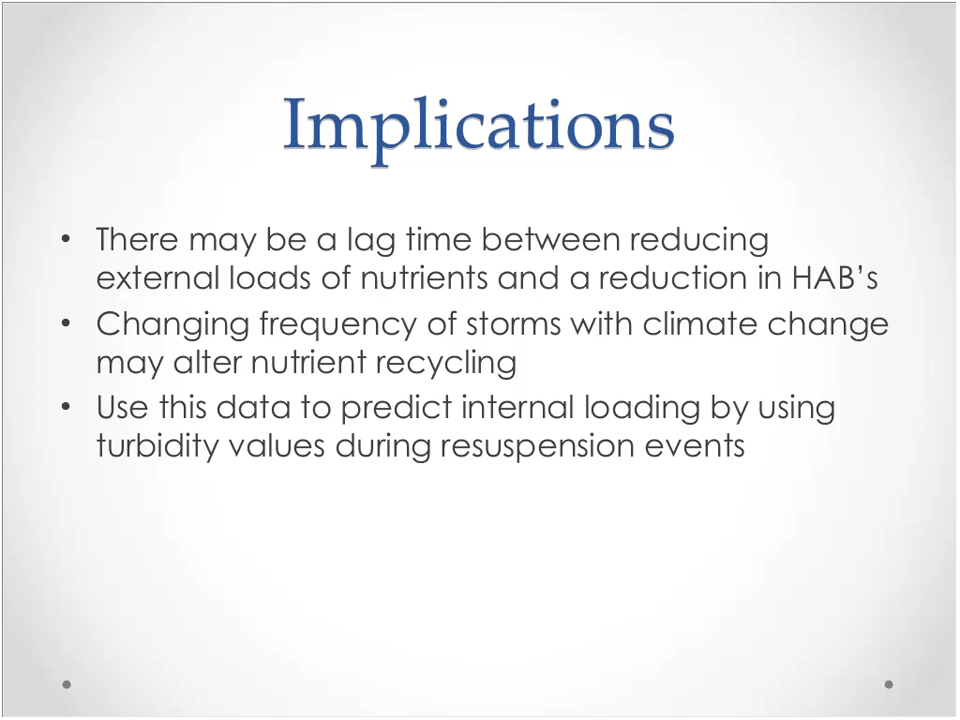 Implications
• There may be a lag time between reducing
external loads of nutrients and a reduction in HAB’s
• Changing frequency of storms with climate change
may alter nutrient recycling
• Use this data to predict internal loading by using
turbidity values during resuspension events